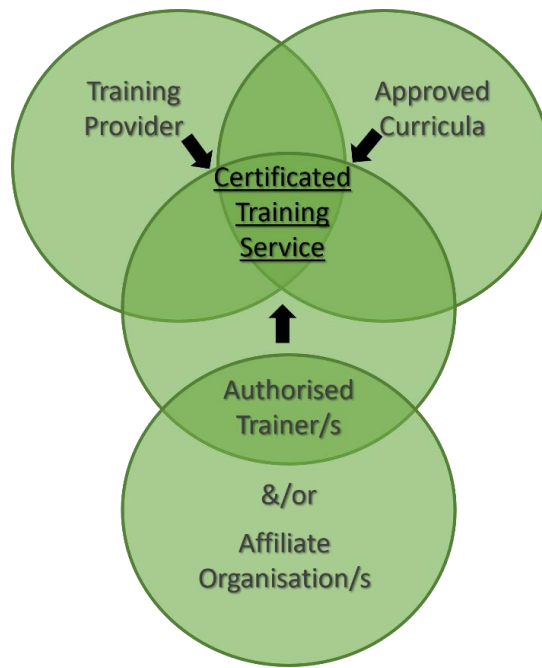 Training
Provider
Approved
Curricula
Certificated
Training
Service
Authorised
Trainer/s
&/or
Affiliate
Organisation/s